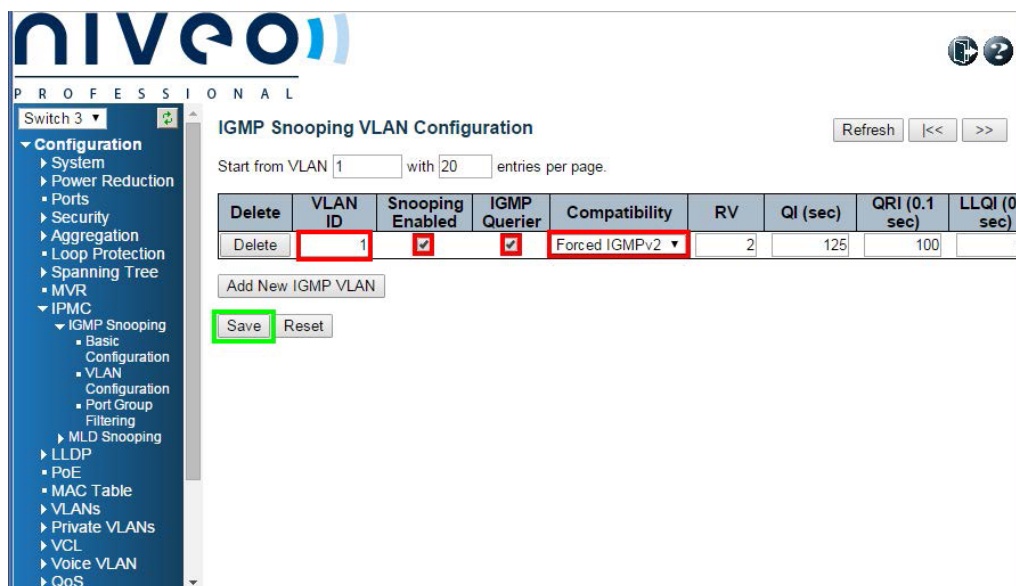 niveo
PROFESSIONAL
Switch 3
Configuration
System
Power Reduction
Ports
Security
Aggregation
Loop Protection
Spanning Tree
MVR
IPMC
IGMP Snooping
Basic
Configuration
VLAN
Configuration
Port Group
Filtering
MLD Snooping
LLDP
PoE
MAC Table
VLANs
Private VLANs
VCL
Voice VLAN
QoS
IGMP Snooping VLAN Configuration
Refresh |<< >>
Start from VLAN 1 with 20 entries per page.
Delete VLAN ID Snooping Enabled IGMP Querier Compatibility RV QI (sec) QRI (0.1 sec) LLQI (0 sec)
Delete 1 Forced IGMPv2 2 125 100
Add New IGMP VLAN
Save Reset